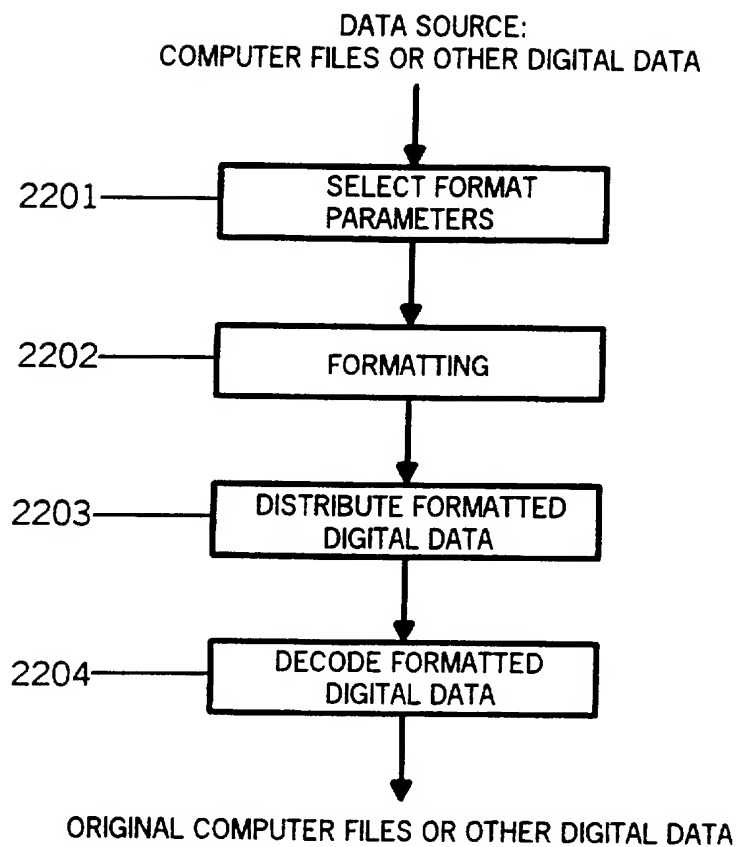 DATA SOURCE:
COMPUTER FILES OR OTHER DIGITAL DATA
2201
SELECT FORMAT
PARAMETERS
2202
FORMATTING
2203
DISTRIBUTE FORMATTED
DIGITAL DATA
2204
DECODE FORMATTED
DIGITAL DATA
ORIGINAL COMPUTER FILES OR OTHER DIGITAL DATA